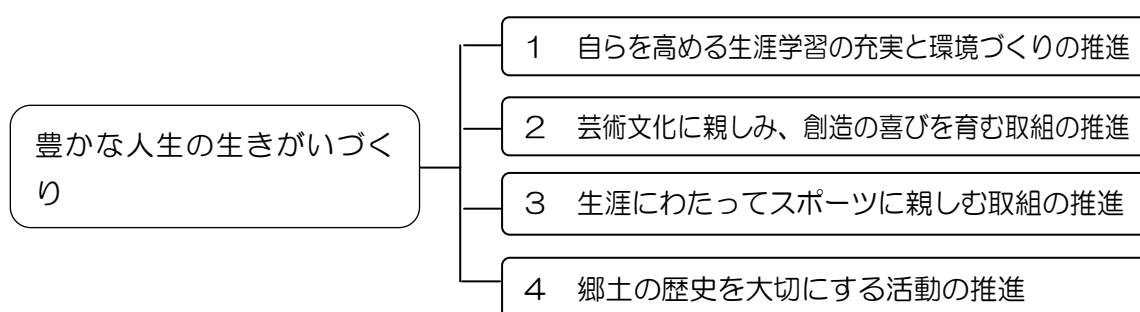 豊かな人生の生きがいづく
り
1 自らを高める生涯学習の充実と環境づくりの推進
2 芸術文化に親しみ、創造の喜びを育む取組の推進
3 生涯にわたってスポーツに親しむ取組の推進
4 郷土の歴史を大切にする活動の推進